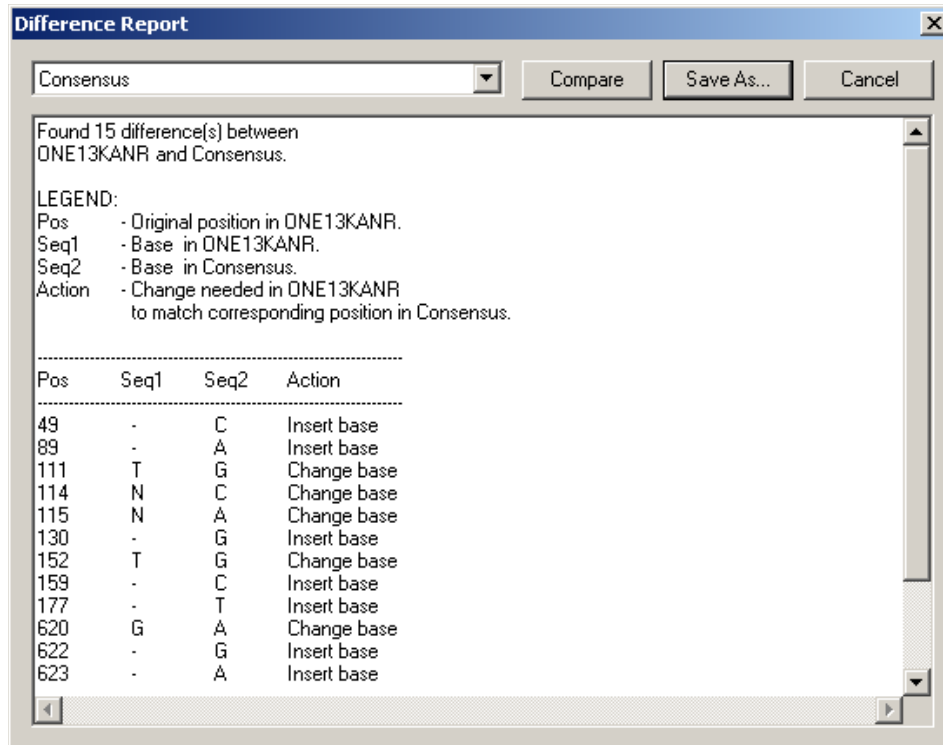 Difference Report
Consensus Compare Save As... Cancel
Found 15 difference(s) between
ONE13KANR and Consensus.
LEGEND:
Pos - Original position in ONE13KANR.
Seq1 - Base in ONE13KANR.
Seq2 - Base in Consensus.
Action - Change needed in ONE13KANR
to match corresponding position in Consensus.
Pos Seq1 Seq2 Action
49 - C Insert base
89 - A Insert base
111 T G Change base
114 N C Change base
115 N A Change base
130 - G Insert base
152 T G Change base
159 - C Insert base
177 - T Insert base
620 G A Change base
622 - G Insert base
623 - A Insert base